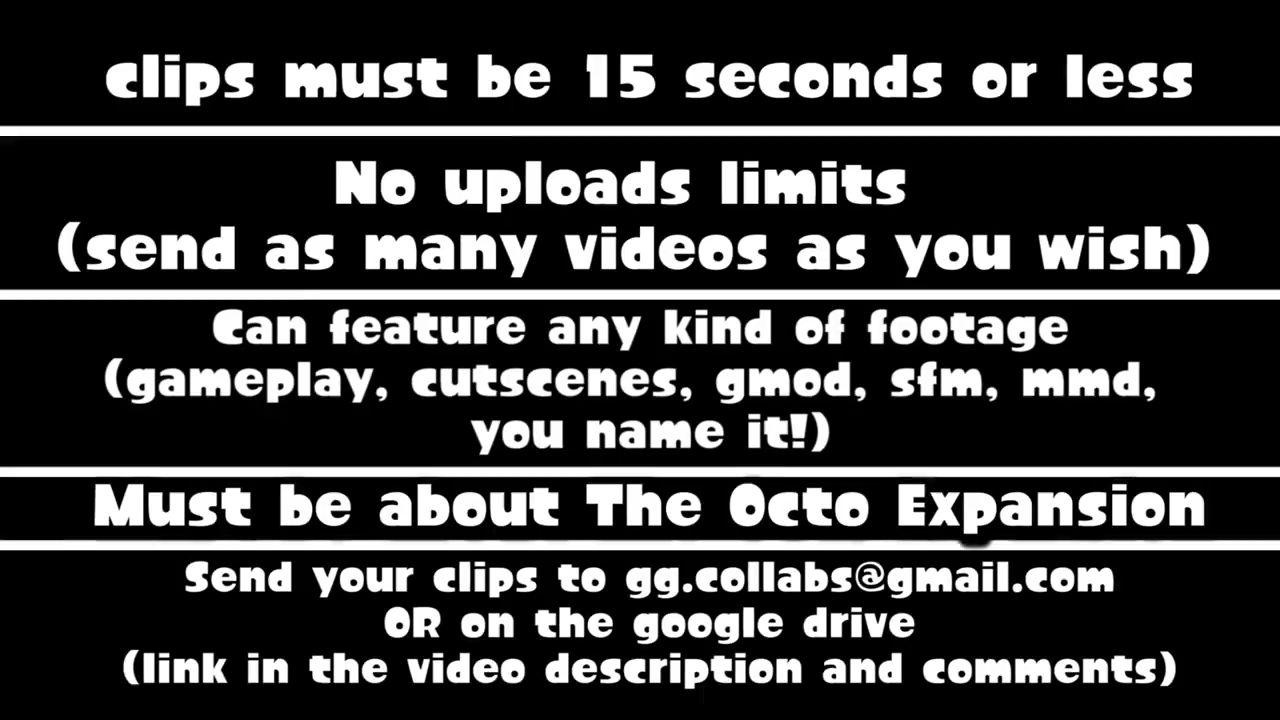 clips must be 15 seconds or less
No uploads limits
(send as many videos as you wish)
Can feature any kind of footage
(gameplay, cutscenes, gmod, sfm, mmd,
you name it!)
Must be about The Octo Expansion
Send your clips to gg.collabs@gmail.com
OR on the google drive
(link in the video description and comments)